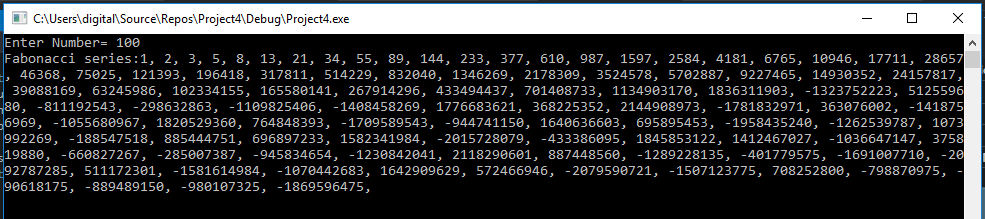 C:\Users\digital\Source\Repos\Project4\Debug\Project4.exe
Enter Number= 100
Fabonacci series:1, 2, 3, 5, 8, 13, 21, 34, 55, 89, 144, 233, 377, 610, 987, 1597, 2584, 4181, 6765, 10946, 17711, 28657
, 46368, 75025, 121393, 196418, 317811, 514229, 832040, 1346269, 2178309, 3524578, 5702887, 9227465, 14930352, 24157817,
39088169, 63245986, 102334155, 165580141, 267914296, 433494437, 701408733, 1134903170, 1836311903, -1323752223, 5125596
80, -811192543, -298632863, -1109825406, -1408458269, 1776683621, 368225352, 2144908973, -1781832971, 363076002, -141875
6969, -1055680967, 1820529360, 764848393, -1709589543, -944741150, 1640636603, 695895453, -1958435240, -1262539787, 1073
992269, -188547518, 885444751, 696897233, 1582341984, -2015728079, -433386095, 1845853122, 1412467027, -1036647147, 3758
19880, -660827267, -285007387, -945834654, -1230842041, 2118290601, 887448560, -1289228135, -401779575, -1691007710, -20
92787285, 511172301, -1581614984, -1070442683, 1642909629, 572466946, -2079590721, -1507123775, 708252800, -798870975, -
90618175, -889489150, -980107325, -1869596475,